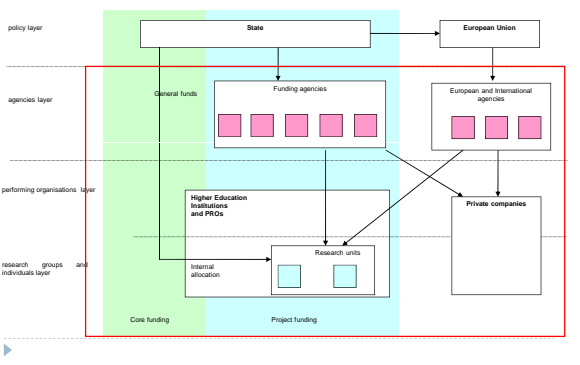 policy layer
State
European Union
agencies layer
General funds
Funding agencies
European and International
agencies
performing organisations layer
Higher Education
Institutions
and PROs
Private companies
research groups and
individuals layer
Internal
allocation
Research units
Core funding
Project funding